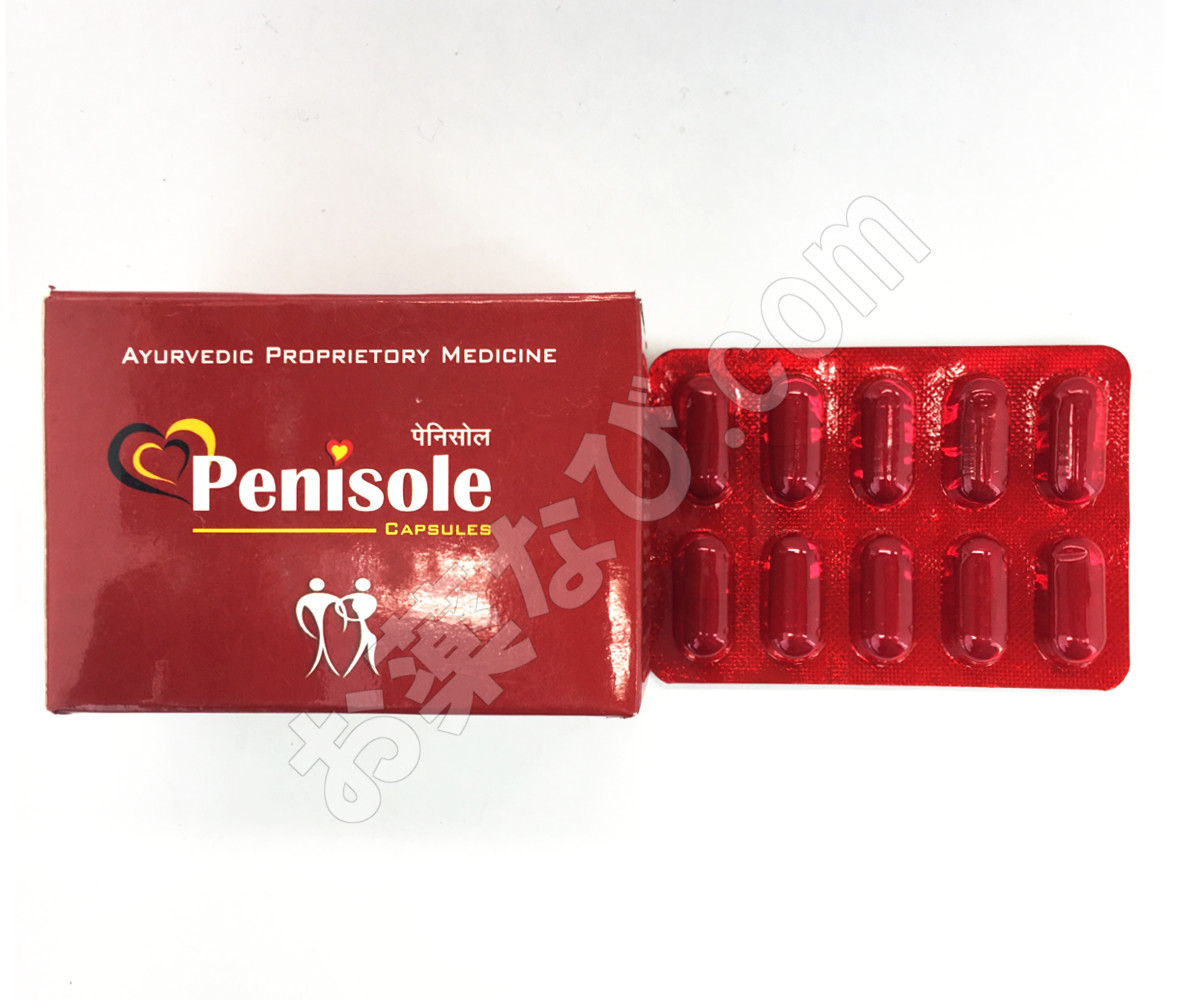 AYURVEDIC PROPRIETORY MEDICINE
पेनिसोल
Penisole
CAPSULES
お薬なび.com